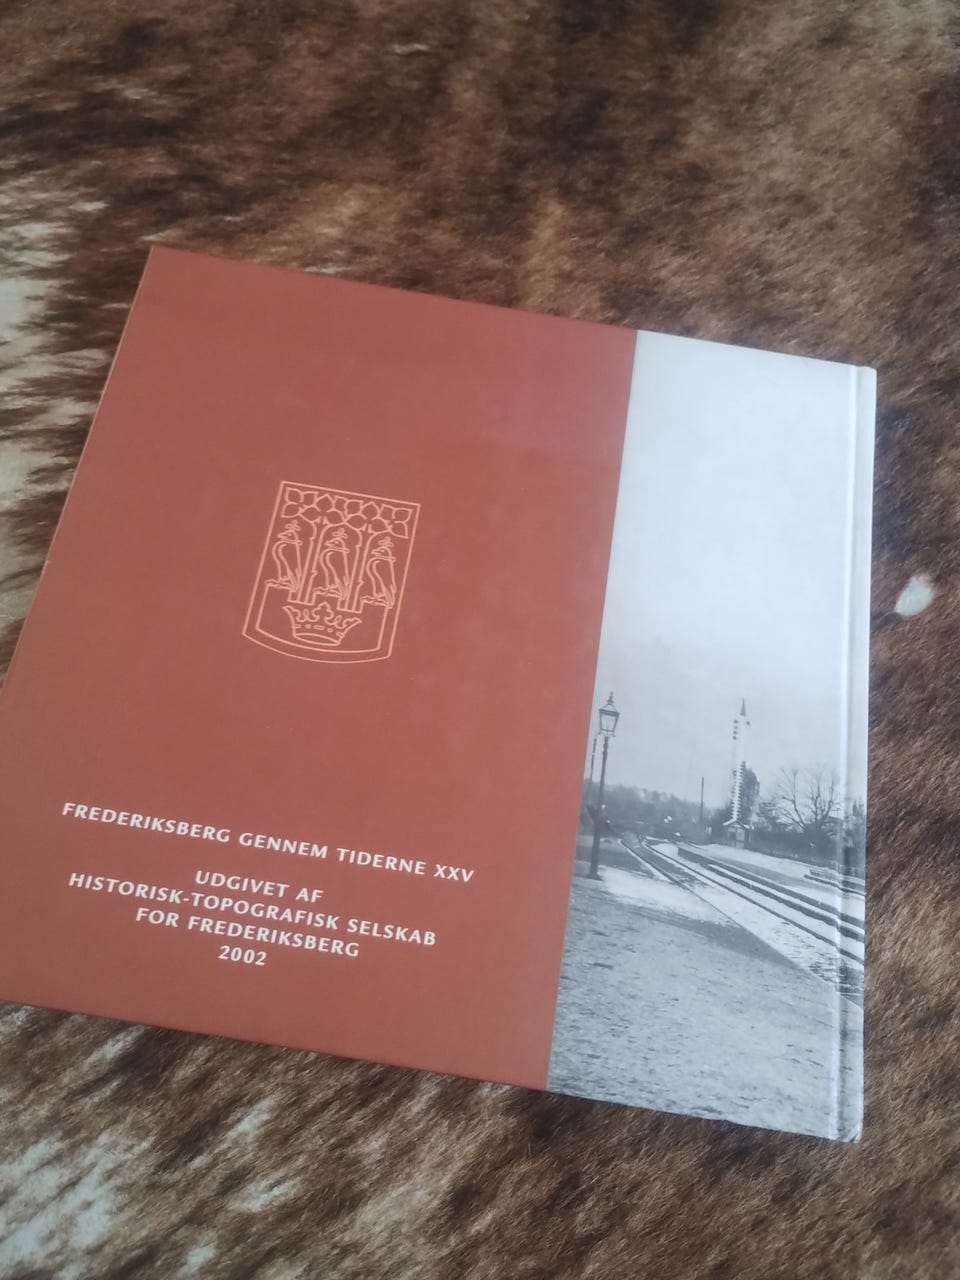 FREDERIKSBERG GENNEM TIDERNE XXV
UDGIVET AF
HISTORISK-TOPOGRAFISK SELSKAB
FOR FREDERIKSBERG
2002